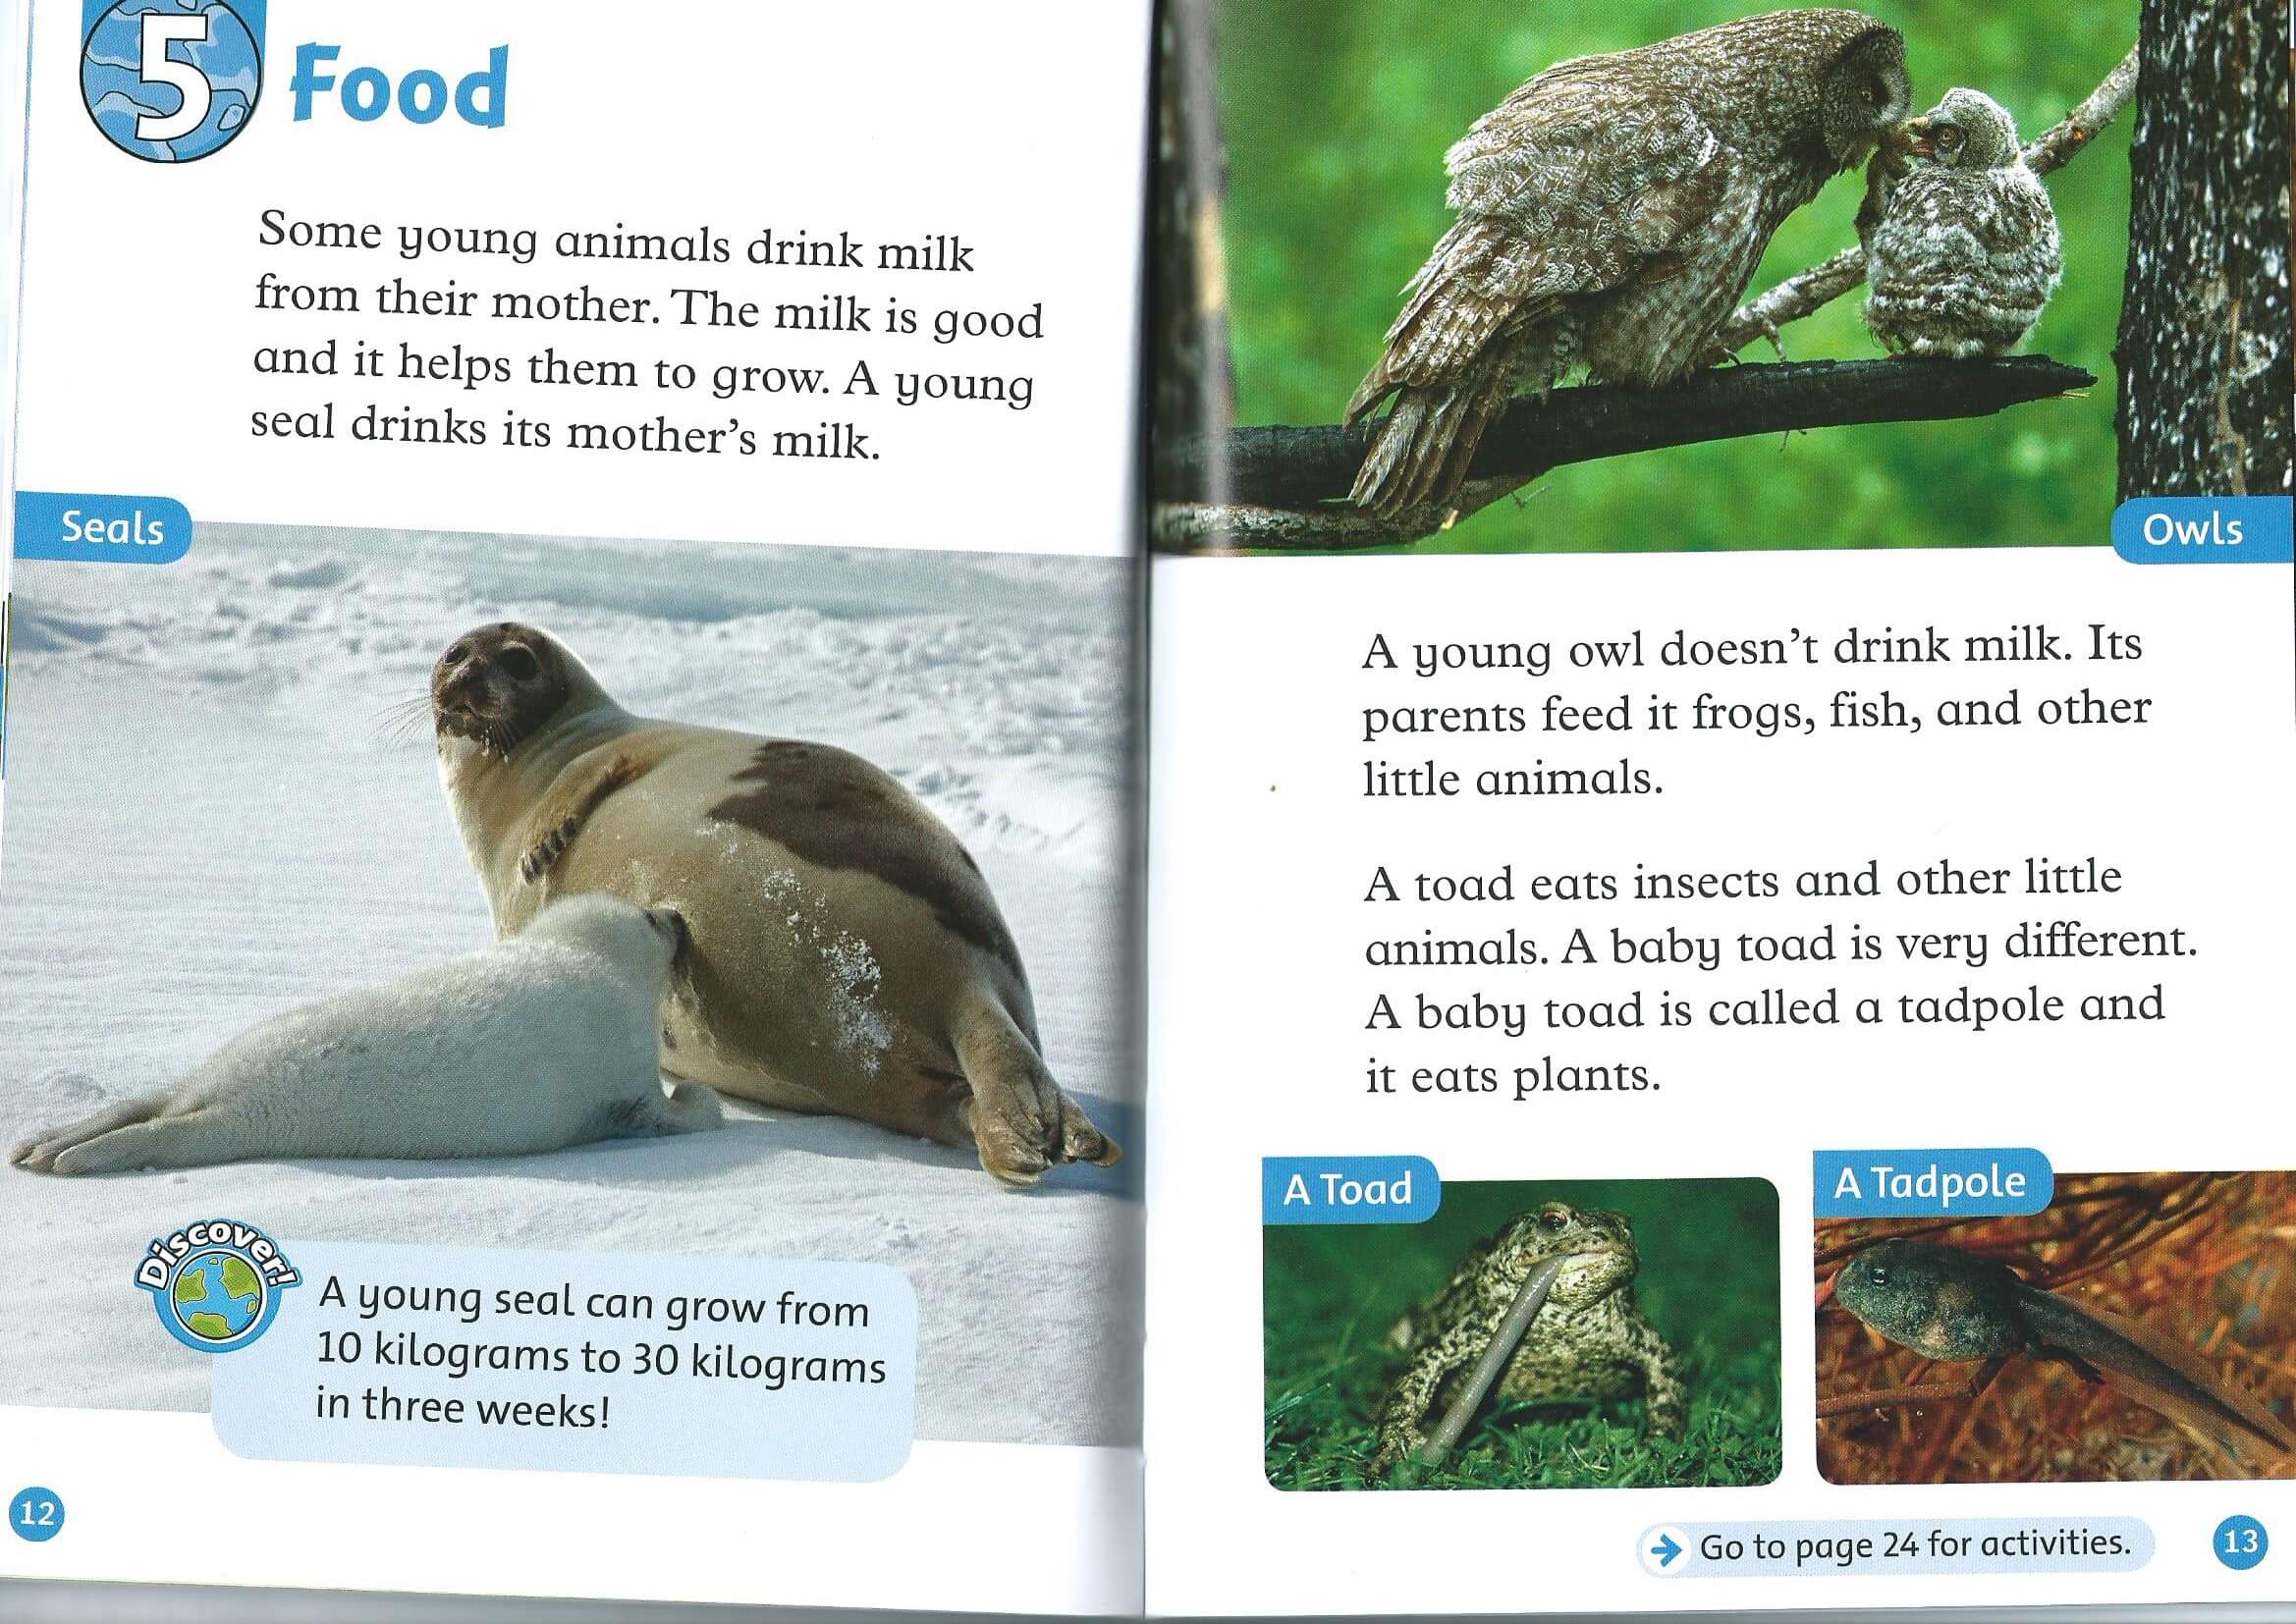 5
Food
Some young animals drink milk
from their mother. The milk is good
and it helps them to grow. A young
seal drinks its mother's milk.
Seals
Discover!
A young seal can grow from
10 kilograms to 30 kilograms
in three weeks!
12
Owls
A young owl doesn't drink milk. Its
parents feed it frogs, fish, and other
little animals.
A toad eats insects and other little
animals. A baby toad is very different.
A baby toad is called a tadpole and
it eats plants.
A Toad
A Tadpole
Go to page 24 for activities.
13